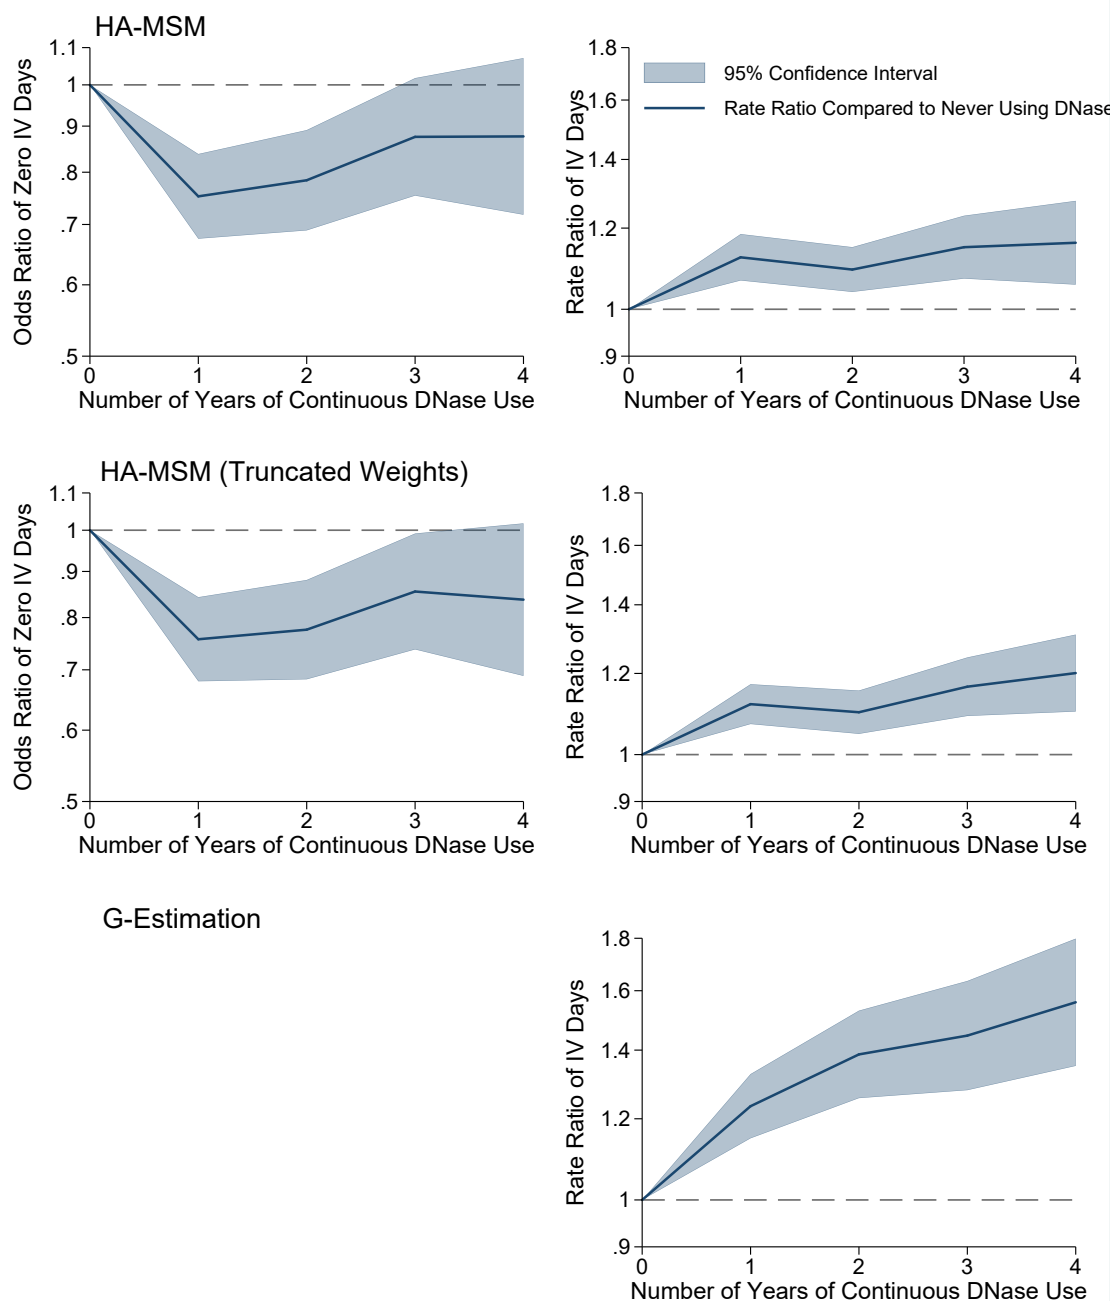 HA-MSM
1.1
1
.9
.8
.7
.6
.5
Odds Ratio of Zero IV Days
0 1 2 3 4
Number of Years of Continuous DNase Use
1.8
1.6
1.4
1.2
1
.9
Rate Ratio of IV Days
95% Confidence Interval
Rate Ratio Compared to Never Using DNase
0 1 2 3 4
Number of Years of Continuous DNase Use
HA-MSM (Truncated Weights)
1.1
1
.9
.8
.7
.6
.5
Odds Ratio of Zero IV Days
0 1 2 3 4
Number of Years of Continuous DNase Use
1.8
1.6
1.4
1.2
1
.9
Rate Ratio of IV Days
0 1 2 3 4
Number of Years of Continuous DNase Use
G-Estimation
1.8
1.6
1.4
1.2
1
.9
Rate Ratio of IV Days
0 1 2 3 4
Number of Years of Continuous DNase Use